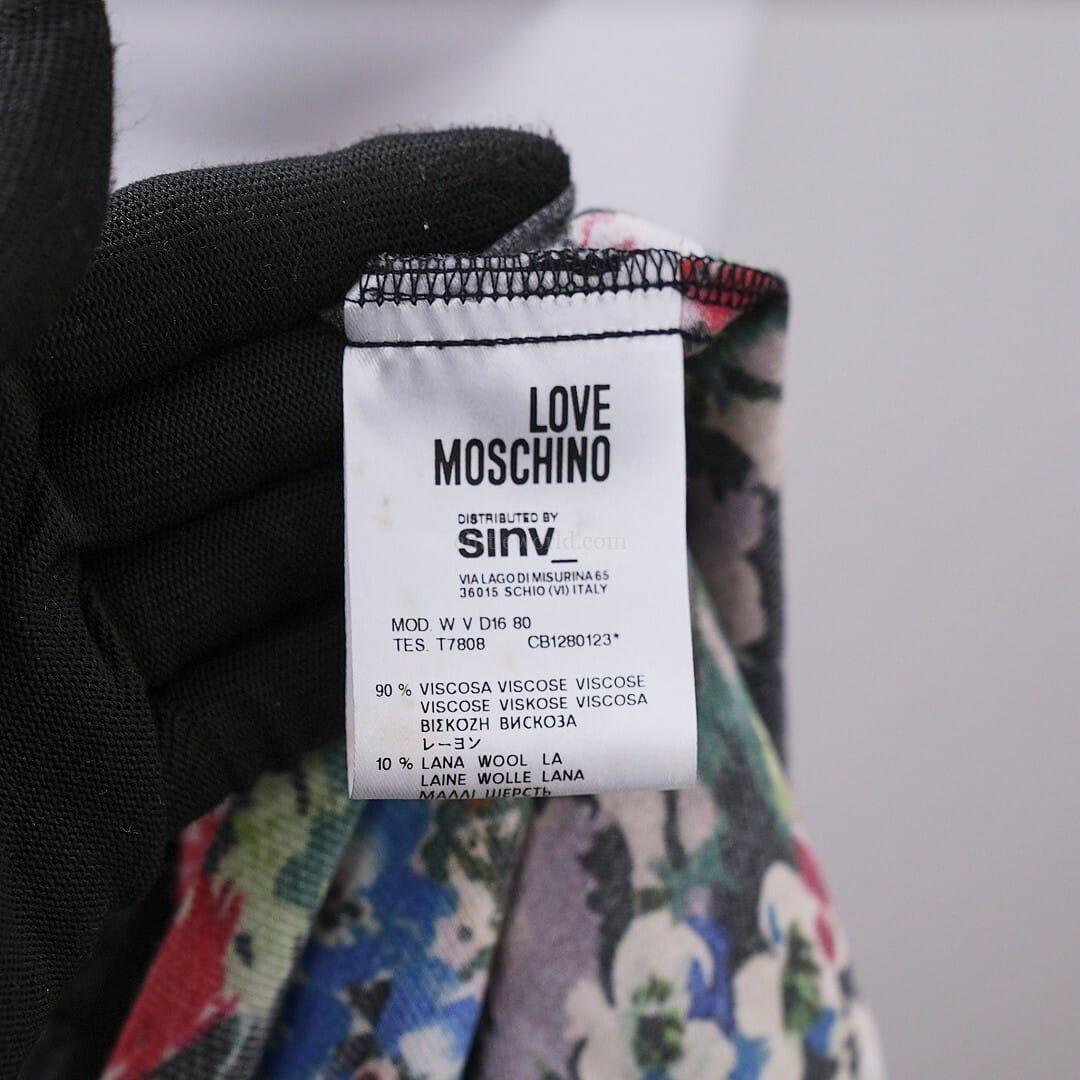 LOVE
MOSCHINO
DISTRIBUTED BY
sinv_
VIA LAGO DI MISURINA 65
36015 SCHIO (VI) ITALY
MOD. W V D16 80
TES. T7808 CB1280123*
90 % VISCOSA VISCOSE VISCOSE
VISCOSE VISKOSE VISCOSA
ΒΙΣΚΟΖΗ ВИСКОЗА
レーヨン
10 % LANA WOOL LA
LAINE WOLLE LANA
ΜΑΛΛΙ ШЕРСТЬ